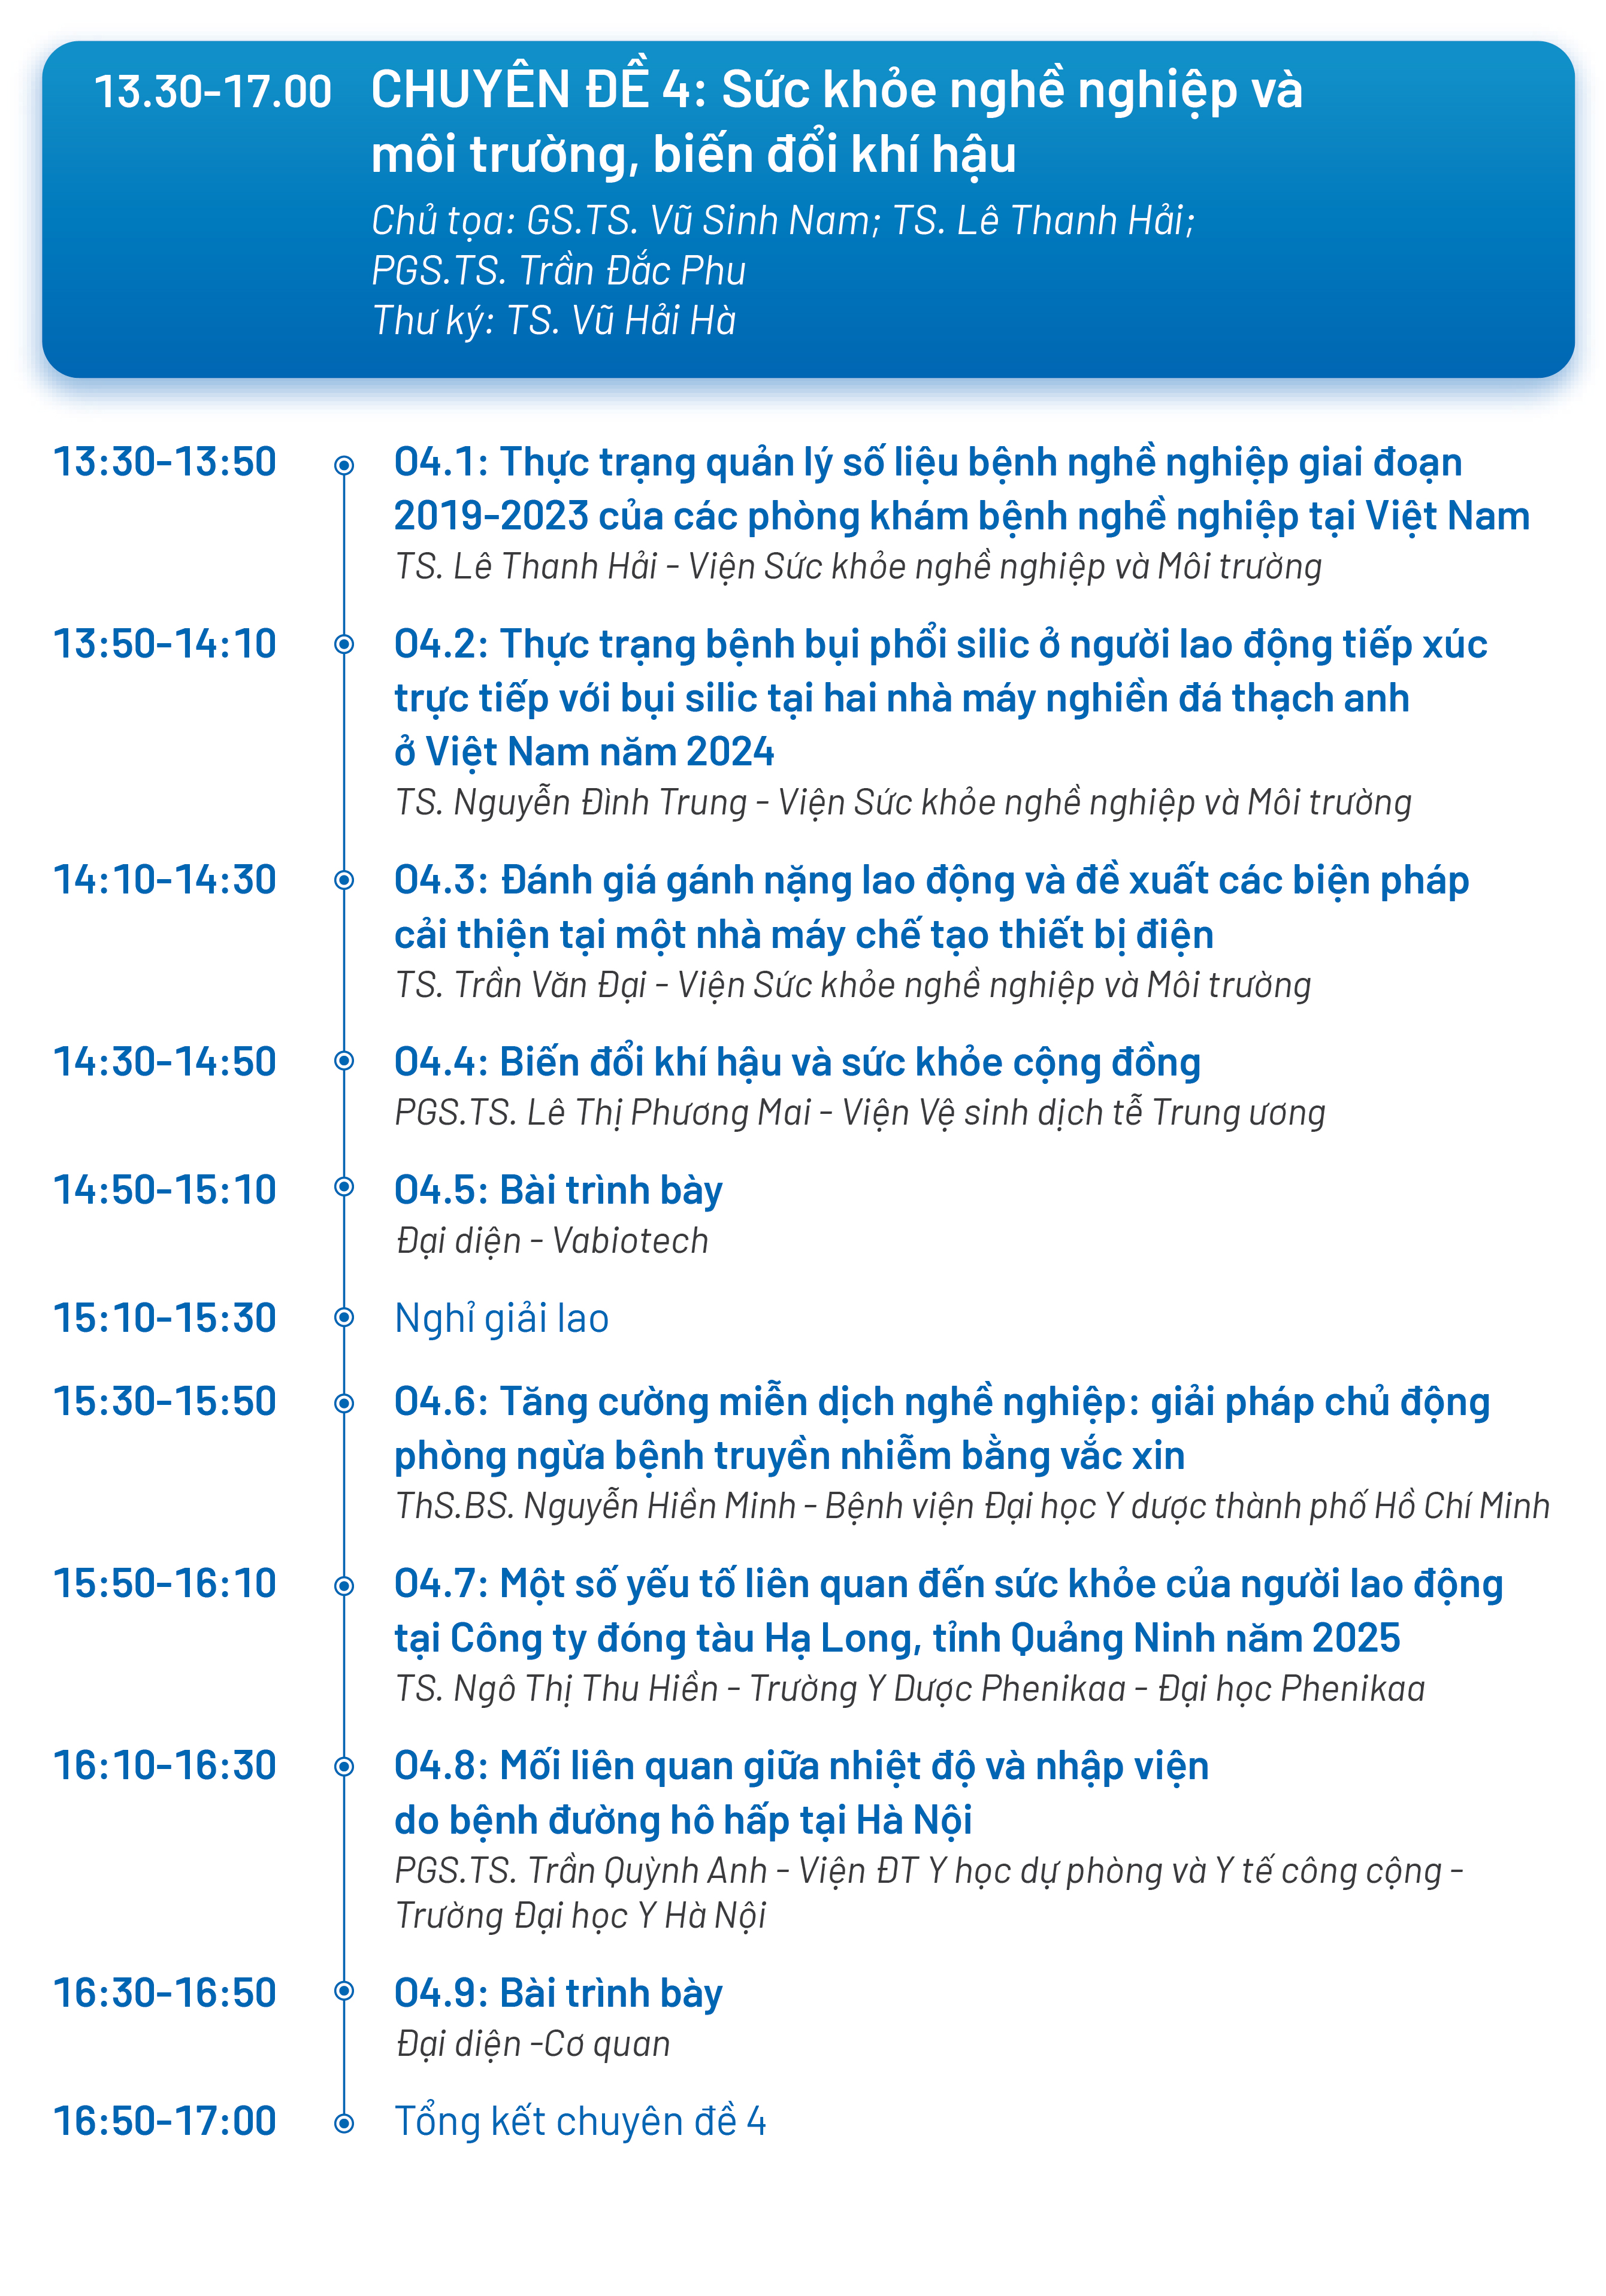 13.30-17.00 CHUYÊN ĐỀ 4: Sức khỏe nghề nghiệp và
môi trường, biến đổi khí hậu
Chủ tọa: GS.TS. Vũ Sinh Nam; TS. Lê Thanh Hải;
PGS.TS. Trần Đắc Phu
Thư ký: TS. Vũ Hải Hà
13:30-13:50 O4.1: Thực trạng quản lý số liệu bệnh nghề nghiệp giai đoạn
2019-2023 của các phòng khám bệnh nghề nghiệp tại Việt Nam
TS. Lê Thanh Hải - Viện Sức khỏe nghề nghiệp và Môi trường
13:50-14:10 O4.2: Thực trạng bệnh bụi phổi silic ở người lao động tiếp xúc
trực tiếp với bụi silic tại hai nhà máy nghiền đá thạch anh
ở Việt Nam năm 2024
TS. Nguyễn Đình Trung - Viện Sức khỏe nghề nghiệp và Môi trường
14:10-14:30 O4.3: Đánh giá gánh nặng lao động và đề xuất các biện pháp
cải thiện tại một nhà máy chế tạo thiết bị điện
TS. Trần Văn Đại - Viện Sức khỏe nghề nghiệp và Môi trường
14:30-14:50 O4.4: Biến đổi khí hậu và sức khỏe cộng đồng
PGS.TS. Lê Thị Phương Mai - Viện Vệ sinh dịch tễ Trung ương
14:50-15:10 O4.5: Bài trình bày
Đại diện - Vabiotech
15:10-15:30 Nghỉ giải lao
15:30-15:50 O4.6: Tăng cường miễn dịch nghề nghiệp: giải pháp chủ động
phòng ngừa bệnh truyền nhiễm bằng vắc xin
ThS.BS. Nguyễn Hiền Minh - Bệnh viện Đại học Y dược thành phố Hồ Chí Minh
15:50-16:10 O4.7: Một số yếu tố liên quan đến sức khỏe của người lao động
tại Công ty đóng tàu Hạ Long, tỉnh Quảng Ninh năm 2025
TS. Ngô Thị Thu Hiền - Trường Y Dược Phenikaa - Đại học Phenikaa
16:10-16:30 O4.8: Mối liên quan giữa nhiệt độ và nhập viện
do bệnh đường hô hấp tại Hà Nội
PGS.TS. Trần Quỳnh Anh - Viện ĐT Y học dự phòng và Y tế công cộng -
Trường Đại học Y Hà Nội
16:30-16:50 O4.9: Bài trình bày
Đại diện -Cơ quan
16:50-17:00 Tổng kết chuyên đề 4